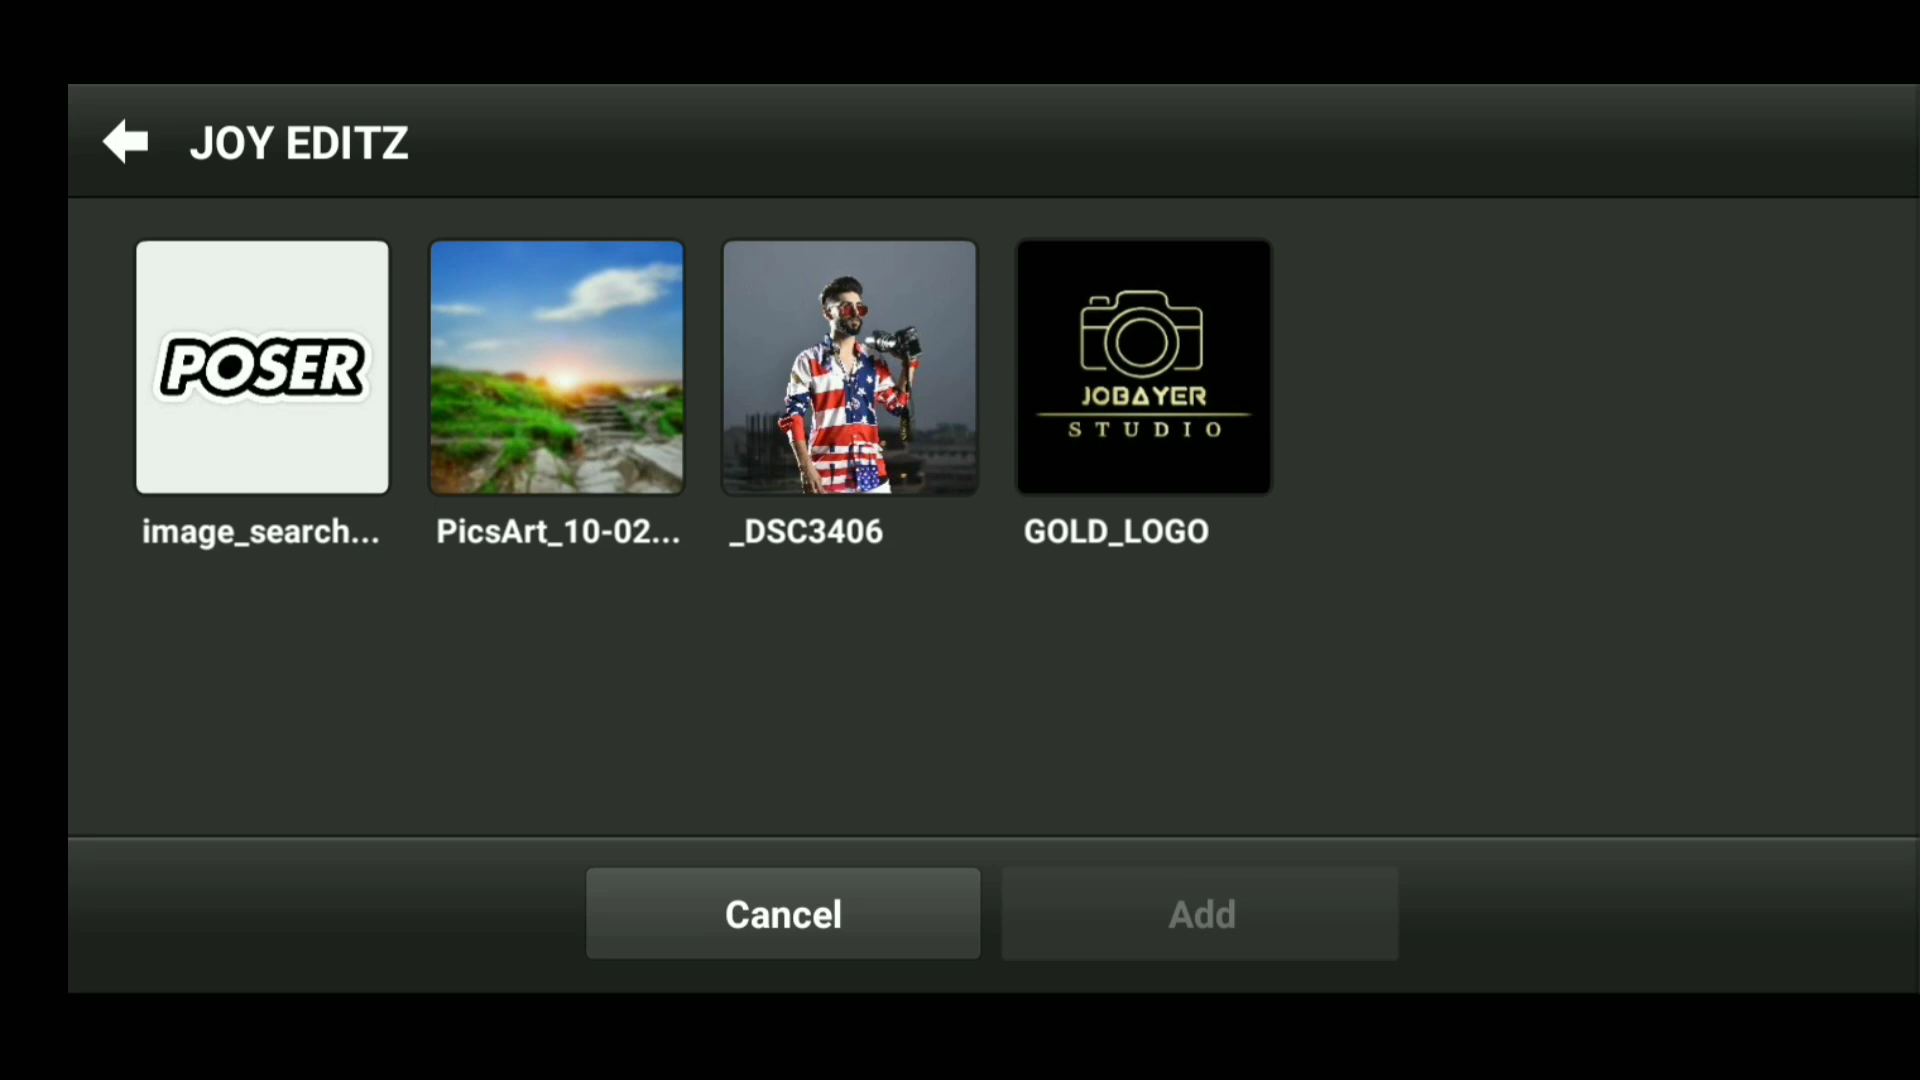 JOY EDITZ
POSER
JOBAYER
STUDIO
image_search...
PicsArt_10-02...
_DSC3406
GOLD_LOGO
Cancel
Add